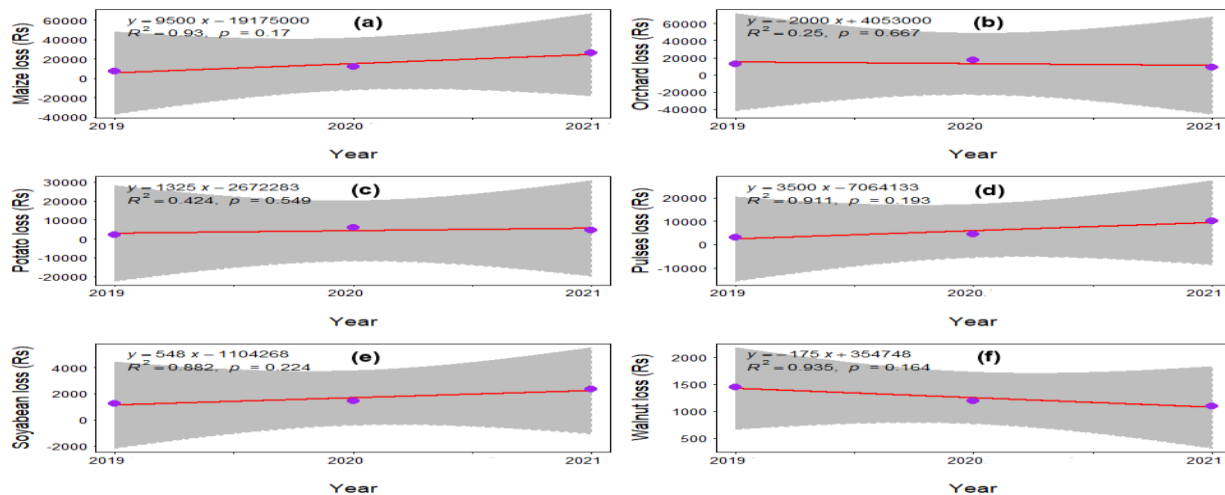 y = 9500 x − 19175000
(a)
R² = 0.93, p = 0.17
Maize loss (Rs)
60000
40000
20000
0
-20000
-40000
2019
2020
2021
Year
y = −2000 x + 4053000
(b)
R² = 0.25, p = 0.667
Orchard loss (Rs)
60000
40000
20000
0
-20000
-40000
2019
2020
2021
Year
y = 1325 x − 2672283
(c)
R² = 0.424, p = 0.549
Potato loss (Rs)
30000
20000
10000
0
-10000
-20000
2019
2020
2021
Year
y = 3500 x − 7064133
(d)
R² = 0.911, p = 0.193
Pulses loss (Rs)
20000
10000
0
-10000
2019
2020
2021
Year
y = 548 x − 1104268
(e)
R² = 0.882, p = 0.224
Soyabean loss (Rs)
4000
2000
0
-2000
2019
2020
2021
Year
y = −175 x + 354748
(f)
R² = 0.935, p = 0.164
Walnut loss (Rs)
2000
1500
1000
500
2019
2020
2021
Year